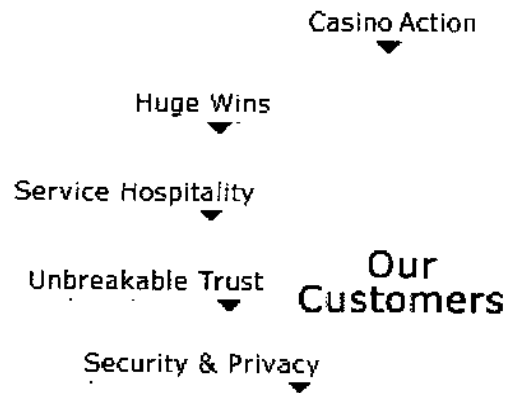 Casino Action
Huge Wins
Service Hospitality
Unbreakable Trust
Our
Customers
Security & Privacy